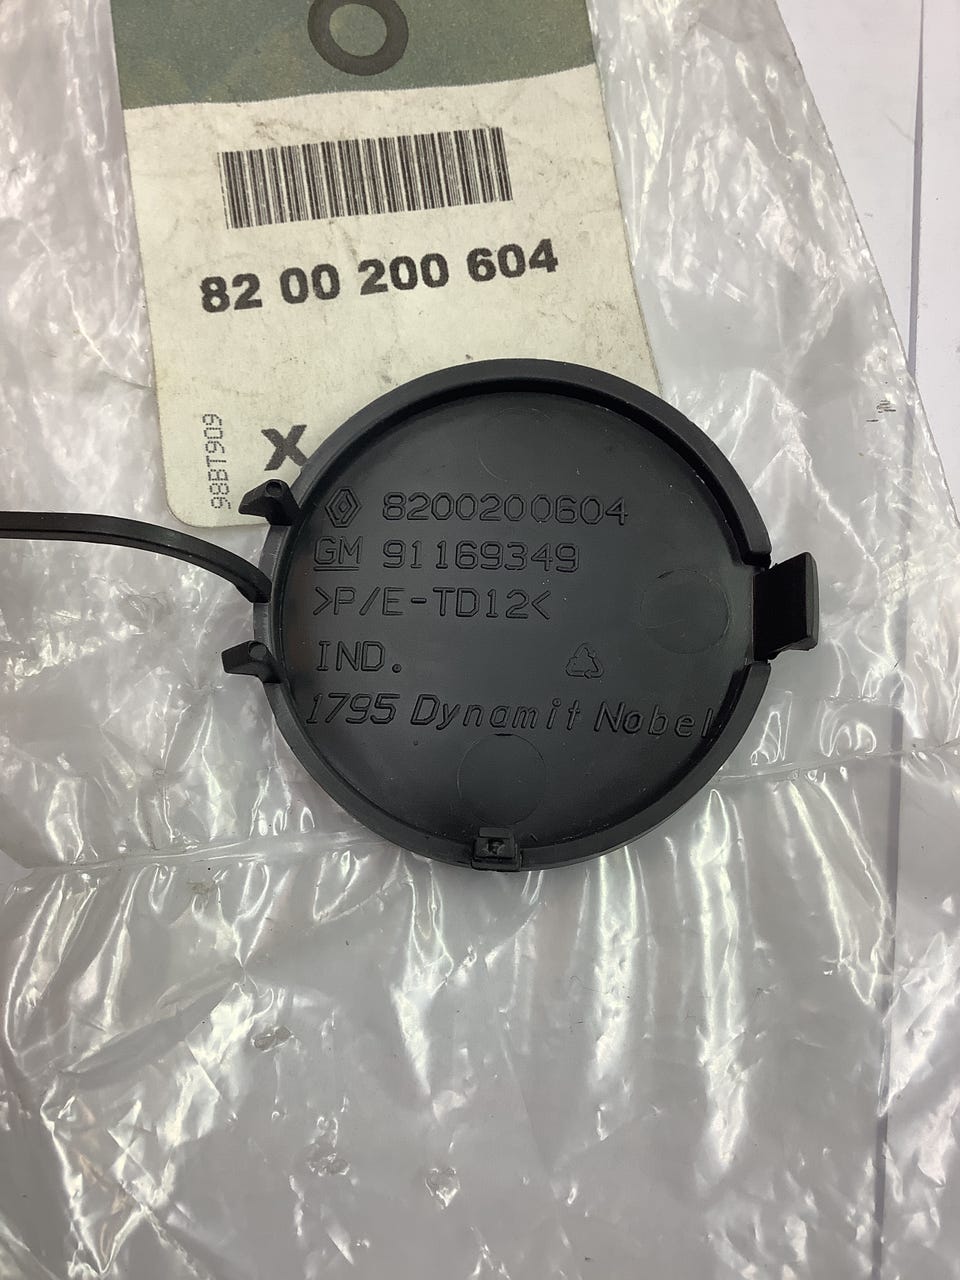 82 00 200 604
98BT909
X
8200200604
GM 91169349
>P/E-TD12<
IND.
1795 Dynamit Nobel